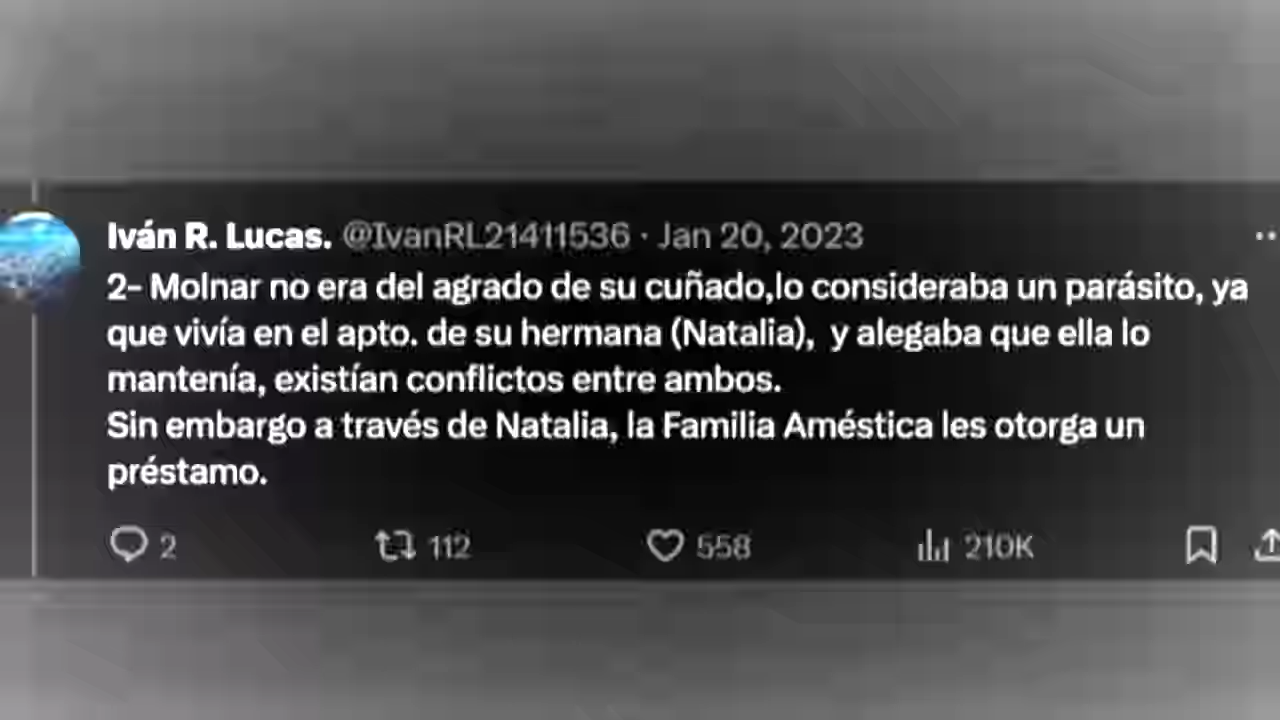 Iván R. Lucas. @IvanRL21411536 · Jan 20, 2023
2- Molnar no era del agrado de su cuñado,lo consideraba un parásito, ya
que vivía en el apto. de su hermana (Natalia),  y alegaba que ella lo
mantenía, existían conflictos entre ambos.
Sin embargo a través de Natalia, la Familia Améstica les otorga un
préstamo.
2 112 558 210K